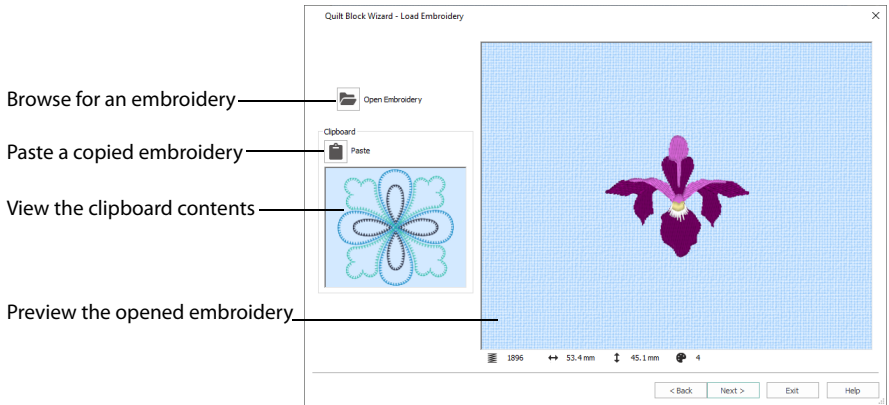 Quilt Block Wizard - Load Embroidery
Browse for an embroidery
Open Embroidery
Clipboard
Paste a copied embroidery
Paste
View the clipboard contents
Preview the opened embroidery
1896 53.4 mm 45.1 mm 4
< Back Next > Exit Help